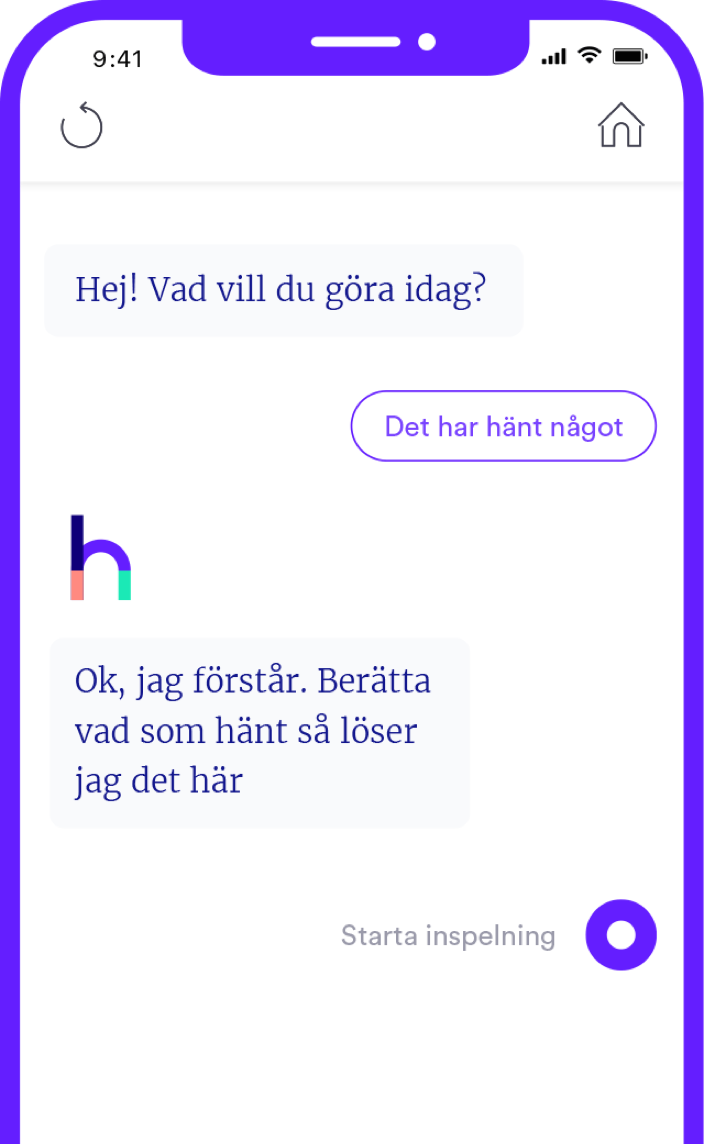 9:41
Hej! Vad vill du göra idag?
Det har hänt något
h
Ok, jag förstår. Berätta
vad som hänt så löser
jag det här
Starta inspelning